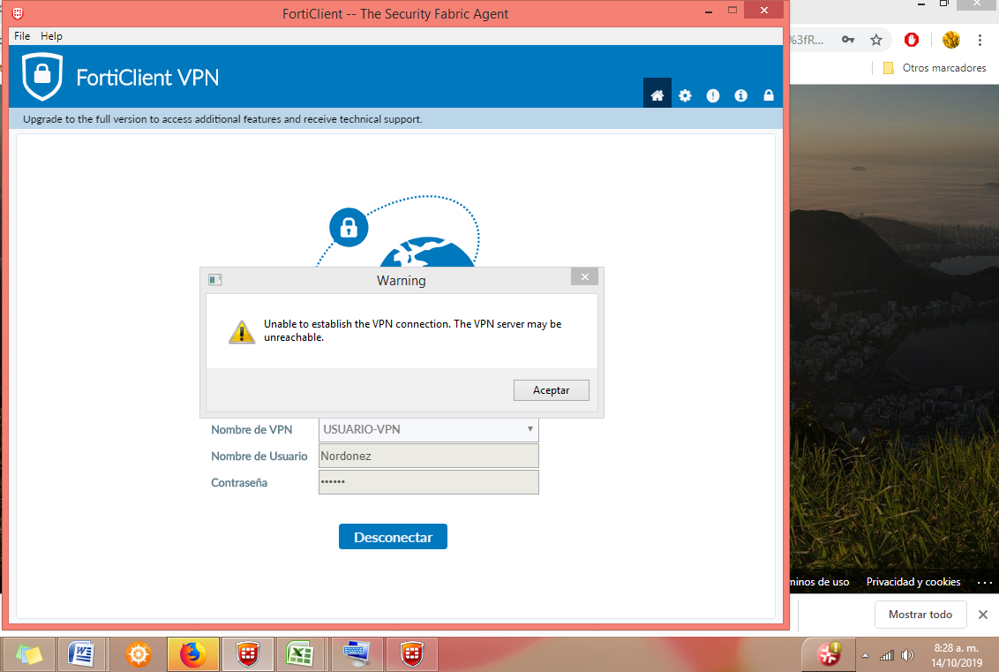 FortiClient -- The Security Fabric Agent
File Help
%3fR...
FortiClient VPN
Otros marcadores
Upgrade to the full version to access additional features and receive technical support.
Warning
Unable to establish the VPN connection. The VPN server may be
unreachable.
Aceptar
Nombre de VPN USUARIO-VPN
Nombre de Usuario Nordonez
Contraseña ••••••
Desconectar
minos de uso Privacidad y cookies ...
Mostrar todo
8:28 a. m.
14/10/2019